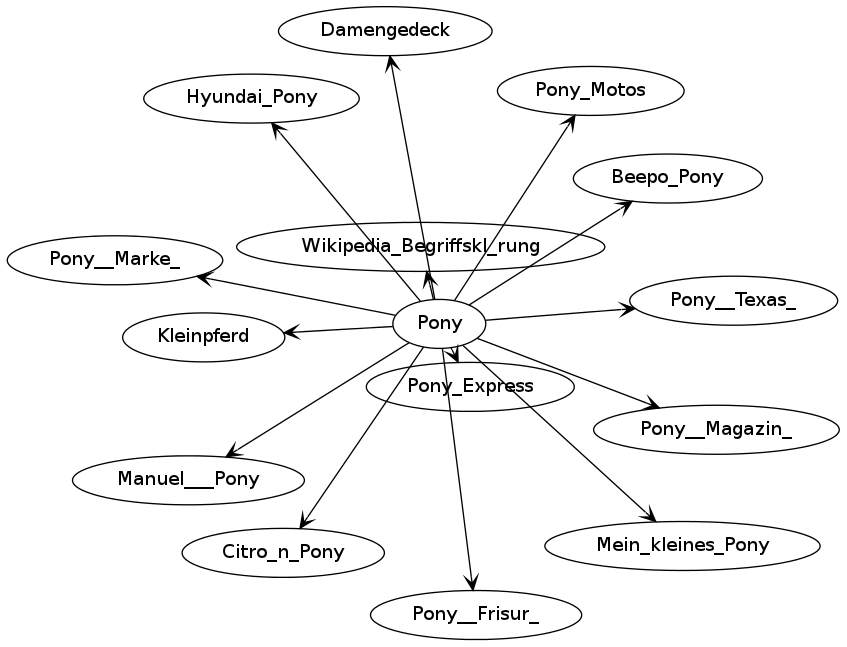 Damengedeck
Pony_Motos
Hyundai_Pony
Beepo_Pony
Wikipedia_Begriffskl_rung
Pony__Marke_
Pony__Texas_
Pony
Kleinpferd
Pony_Express
Pony__Magazin_
Manuel___Pony
Mein_kleines_Pony
Citro_n_Pony
Pony__Frisur_